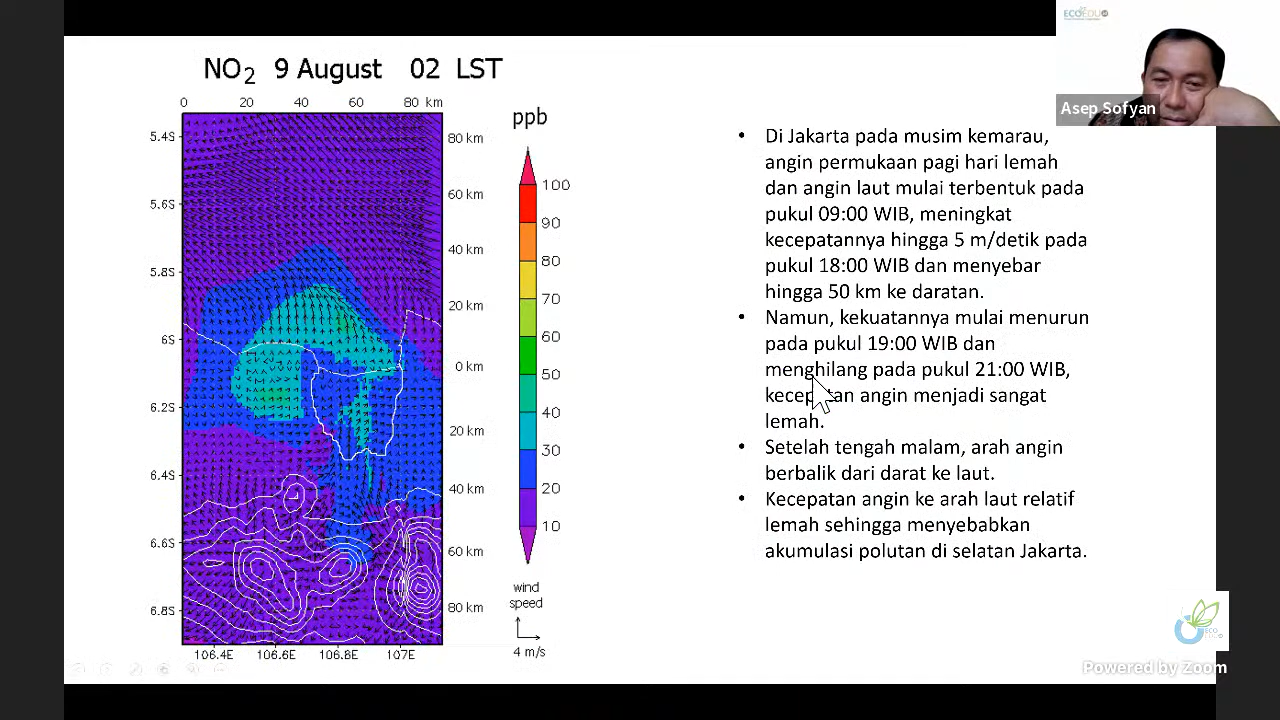 ECOEDU
Asep Sofyan
NO2 9 August 02 LST
0 20 40 60 80 km
ppb
5.4S
5.6S
5.8S
6S
6.2S
6.4S
6.6S
6.8S
80 km
60 km
40 km
20 km
0 km
20 km
40 km
60 km
80 km
106.4E 106.6E 106.8E 107E
100
90
80
70
60
50
40
30
20
10
wind
speed
4 m/s
• Di Jakarta pada musim kemarau,
angin permukaan pagi hari lemah
dan angin laut mulai terbentuk pada
pukul 09:00 WIB, meningkat
kecepatannya hingga 5 m/detik pada
pukul 18:00 WIB dan menyebar
hingga 50 km ke daratan.
• Namun, kekuatannya mulai menurun
pada pukul 19:00 WIB dan
menghilang pada pukul 21:00 WIB,
kecepatan angin menjadi sangat
lemah.
• Setelah tengah malam, arah angin
berbalik dari darat ke laut.
• Kecepatan angin ke arah laut relatif
lemah sehingga menyebabkan
akumulasi polutan di selatan Jakarta.
ECO
Powered by Zoom